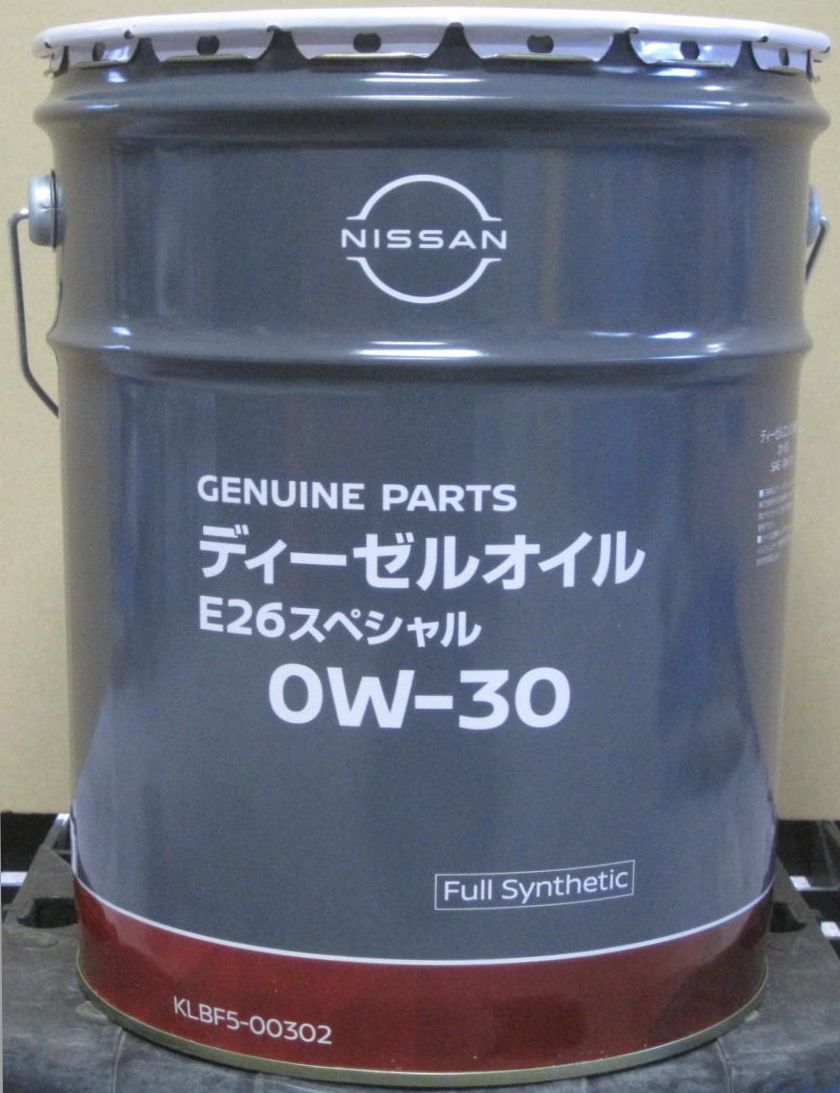 NISSAN
GENUINE PARTS
ディーゼルオイル
E26スペシャル
0W-30
Full Synthetic
KLBF5-00302